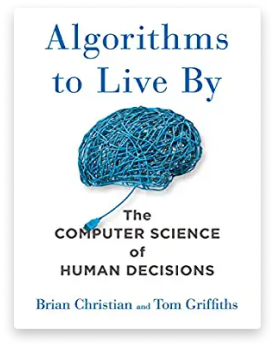 Algorithms
to Live By
The
COMPUTER SCIENCE
of
HUMAN DECISIONS
Brian Christian and Tom Griffiths